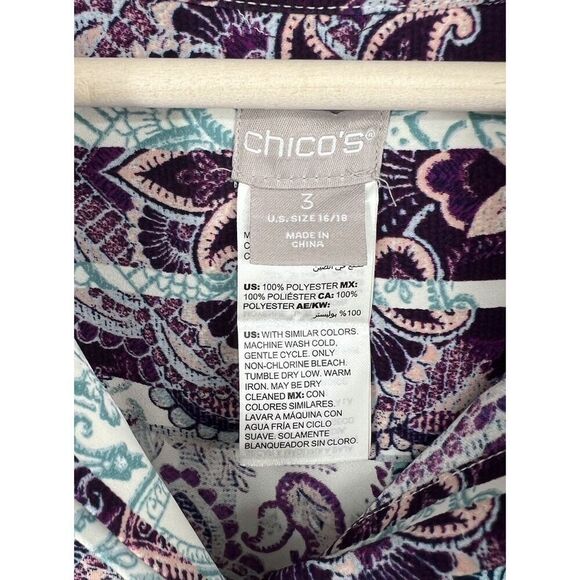 chico's®
3
U.S. SIZE 16/18
MADE IN
CHINA
US: 100% POLYESTER MX:
100% POLIÉSTER CA: 100%
POLYESTER AE/KW:
100% بوليستر
US: WITH SIMILAR COLORS.
MACHINE WASH COLD,
GENTLE CYCLE. ONLY
NON-CHLORINE BLEACH.
TUMBLE DRY LOW. WARM
IRON. MAY BE DRY
CLEANED MX: CON
COLORES SIMILARES.
LAVAR A MÁQUINA CON
AGUA FRÍA EN CICLO
SUAVE. SOLAMENTE
BLANQUEADOR SIN CLORO.